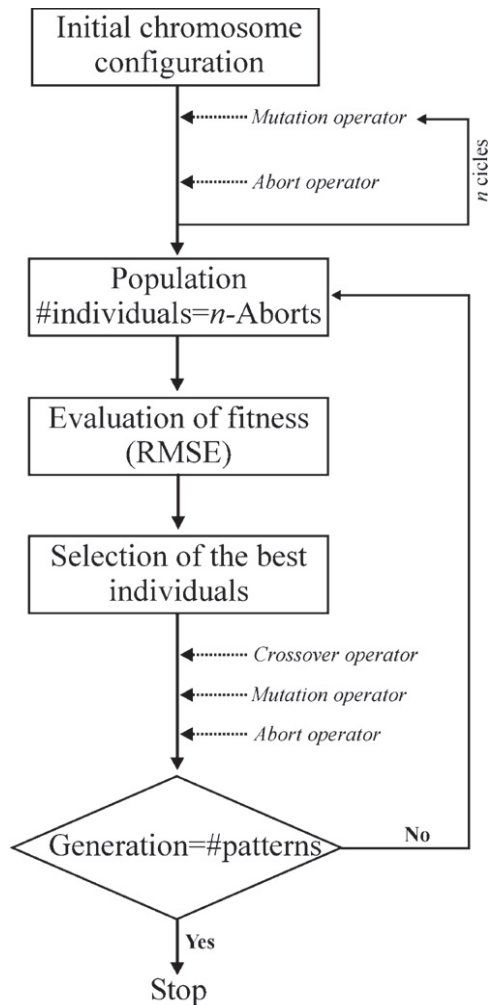 Initial chromosome
configuration
Mutation operator
n cicles
Abort operator
Population
#individuals=n-Aborts
Evaluation of fitness
(RMSE)
Selection of the best
individuals
Crossover operator
Mutation operator
Abort operator
Generation=#patterns
No
Yes
Stop